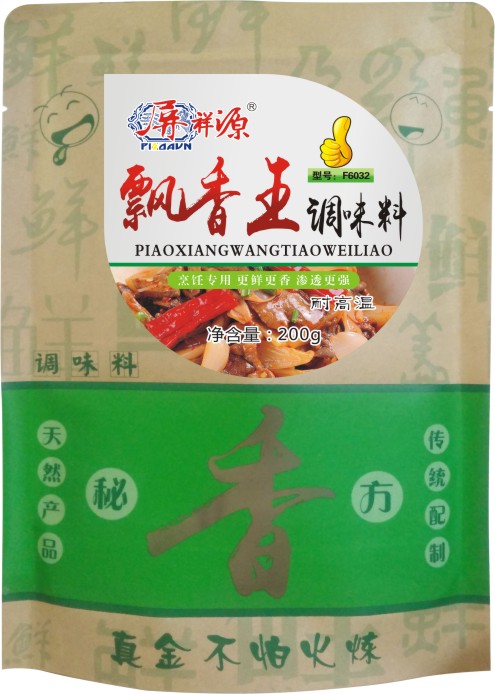 屏祥源®
型号：F6032
飘香王调味料
PIAOXIANGWANGTIAOWEILIAO
烹饪专用 更鲜更香 渗透更强
耐高温
净含量：200g
调味料
天然产品
秘
香
方
传统配制
真金不怕火炼